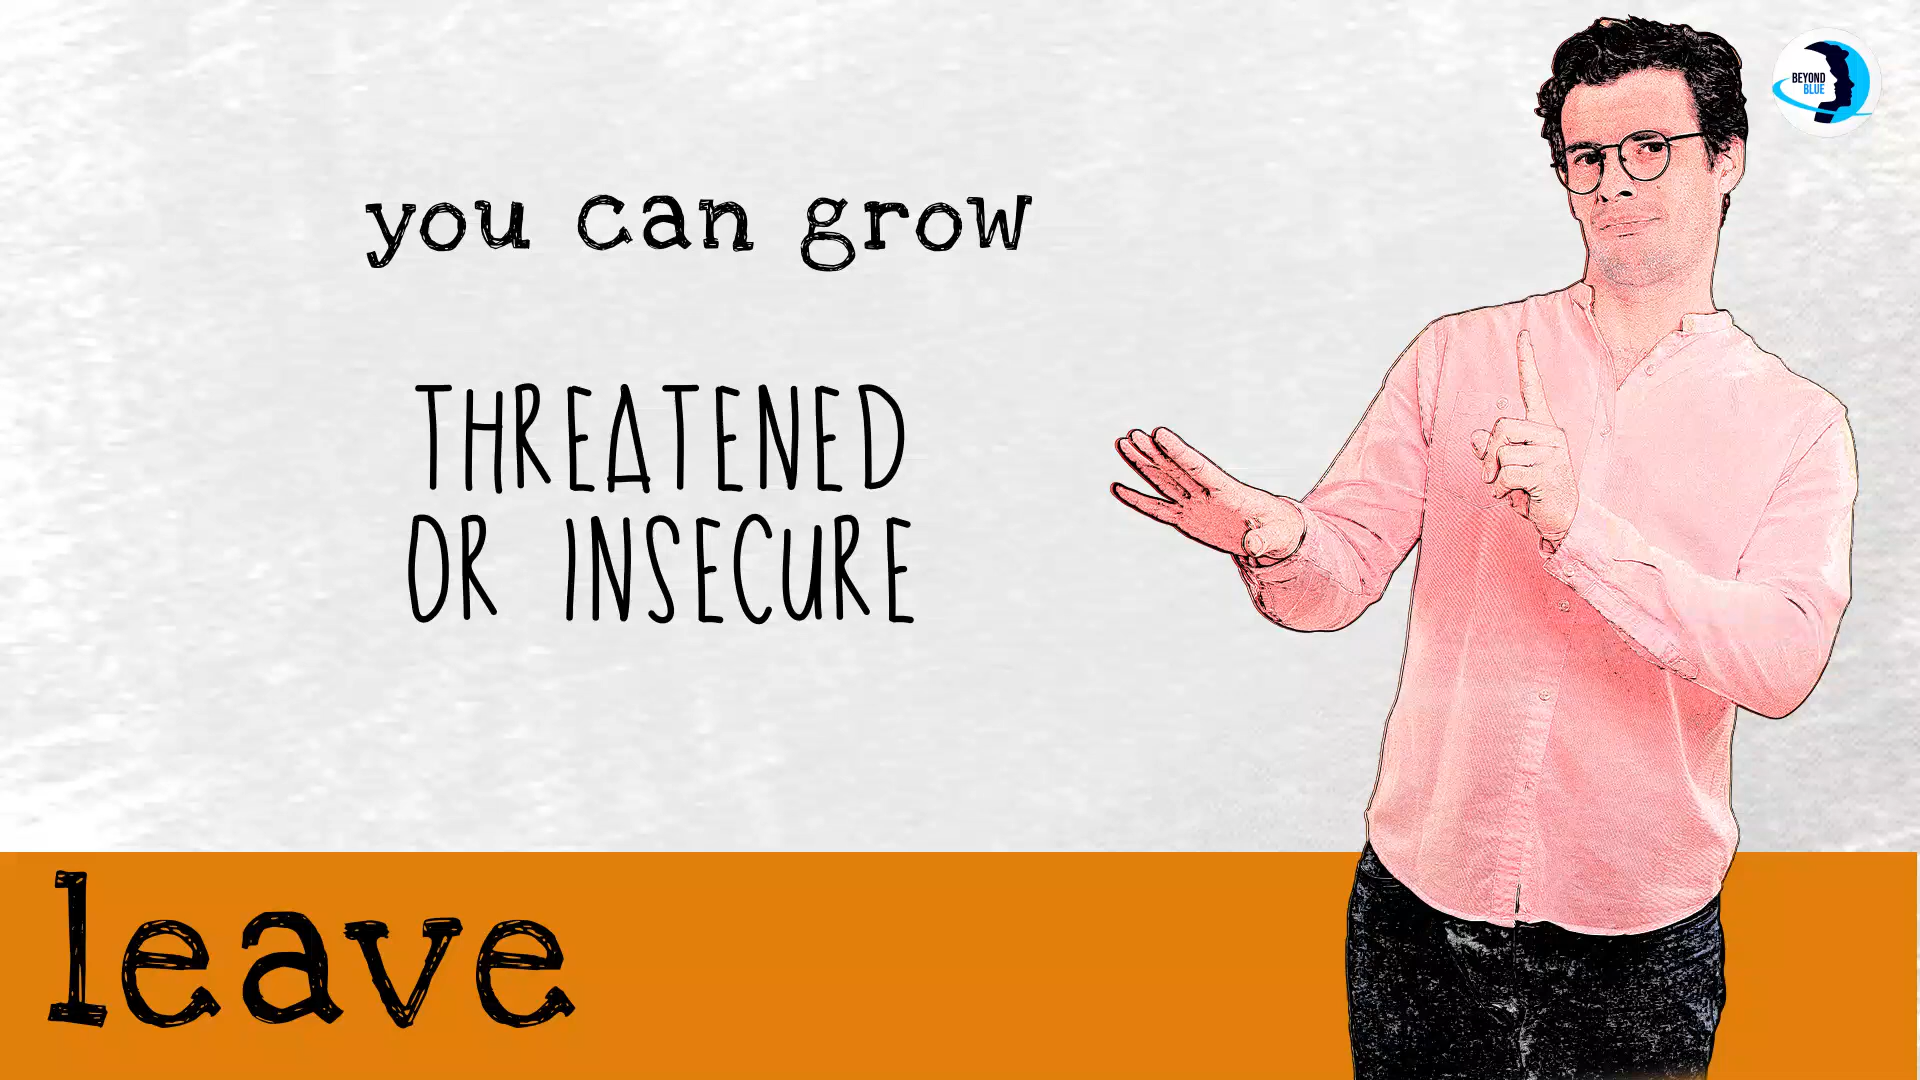 BEYOND
BLUE
you can grow
THREATENED
OR INSECURE
leave